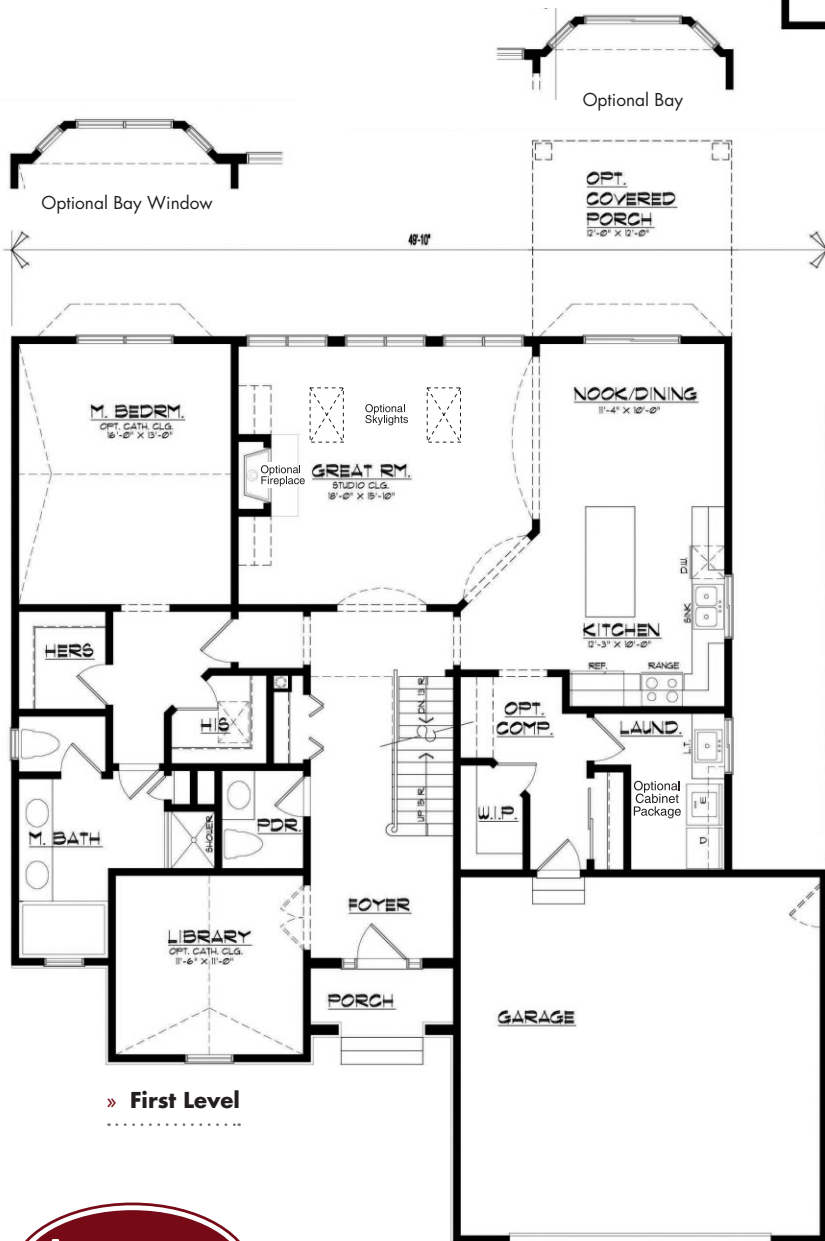 Optional Bay
Optional Bay Window
OPT.
COVERED
PORCH
12'-0" X 12'-0"
49'-10"
M. BEDRM.
OPT. CATH. CLG.
16'-0" X 13'-0"
Optional
Skylights
Optional
Fireplace
GREAT RM.
STUDIO CLG.
18'-0" X 15'-10"
NOOK/DINING
11'-4" X 10'-0"
D.W.
SINK
KITCHEN
12'-3" X 10'-0"
REF.
RANGE
HERS
HIS
DN. 13 R.
UP 15 R.
OPT.
COMP.
LAUND.
L.T.
Optional
Cabinet
Package
W.I.P.
D
M. BATH
SHOWER
PDR.
FOYER
LIBRARY
OPT. CATH. CLG.
11'-6" X 11'-0"
PORCH
GARAGE
» First Level